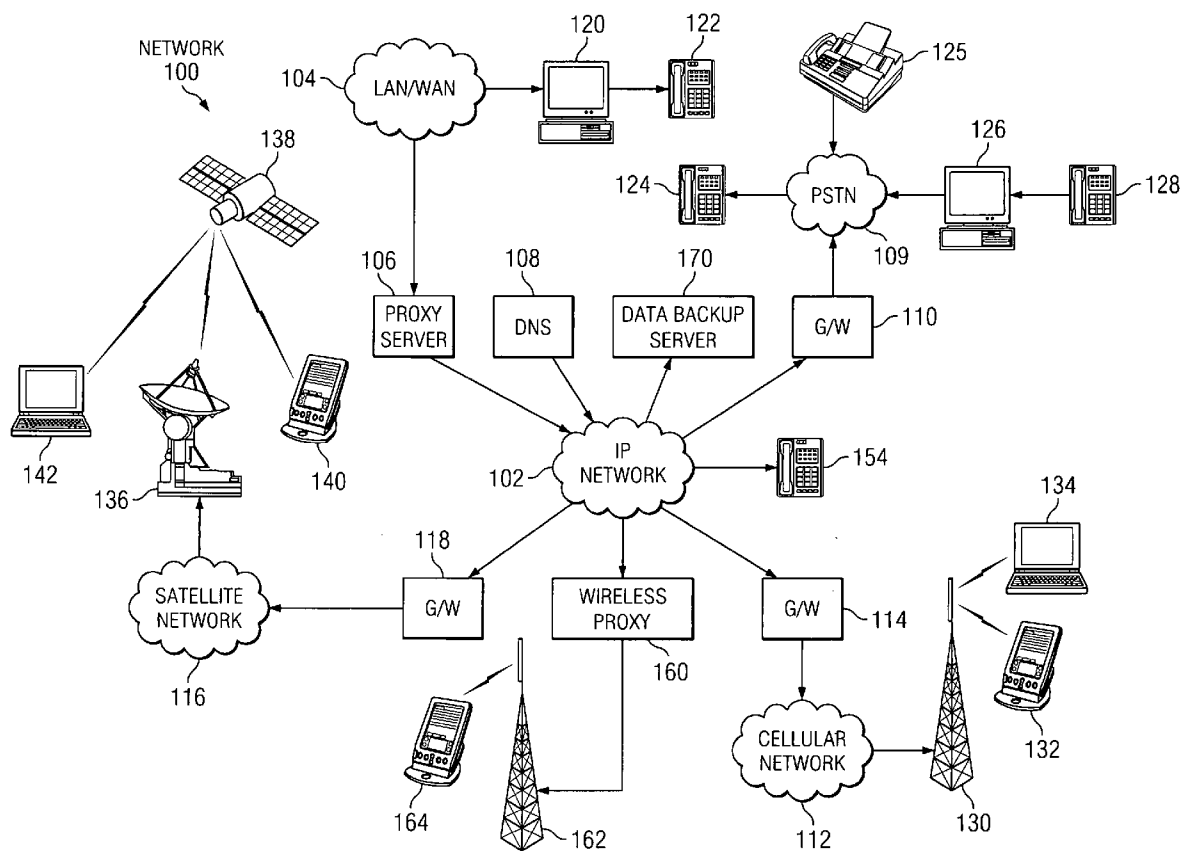 NETWORK
100
104
LAN/WAN
120
122
125
138
124
PSTN
109
126
128
106
PROXY
SERVER
108
DNS
170
DATA BACKUP
SERVER
G/W
110
142
136
140
102
IP
NETWORK
154
134
118
G/W
SATELLITE
NETWORK
116
WIRELESS
PROXY
160
G/W
114
132
164
162
CELLULAR
NETWORK
112
130